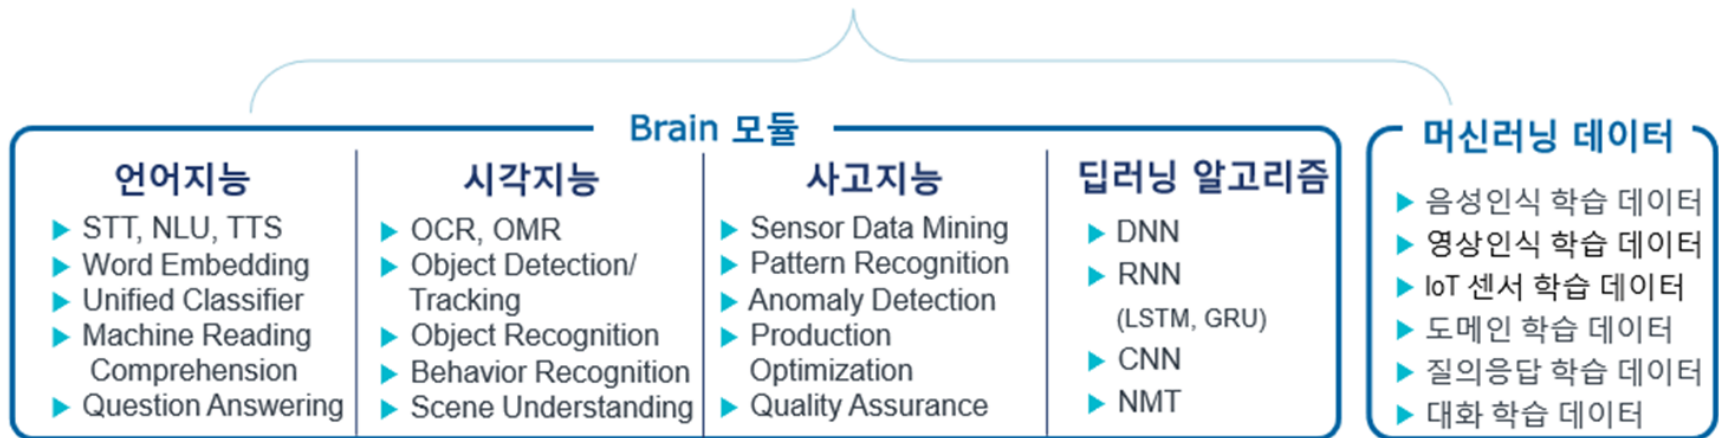 Brain 모듈
언어지능
STT, NLU, TTS
Word Embedding
Unified Classifier
Machine Reading
Comprehension
Question Answering
시각지능
OCR, OMR
Object Detection/
Tracking
Object Recognition
Behavior Recognition
Scene Understanding
사고지능
Sensor Data Mining
Pattern Recognition
Anomaly Detection
Production
Optimization
Quality Assurance
딥러닝 알고리즘
DNN
RNN
(LSTM, GRU)
CNN
NMT
머신러닝 데이터
음성인식 학습 데이터
영상인식 학습 데이터
IoT 센서 학습 데이터
도메인 학습 데이터
질의응답 학습 데이터
대화 학습 데이터